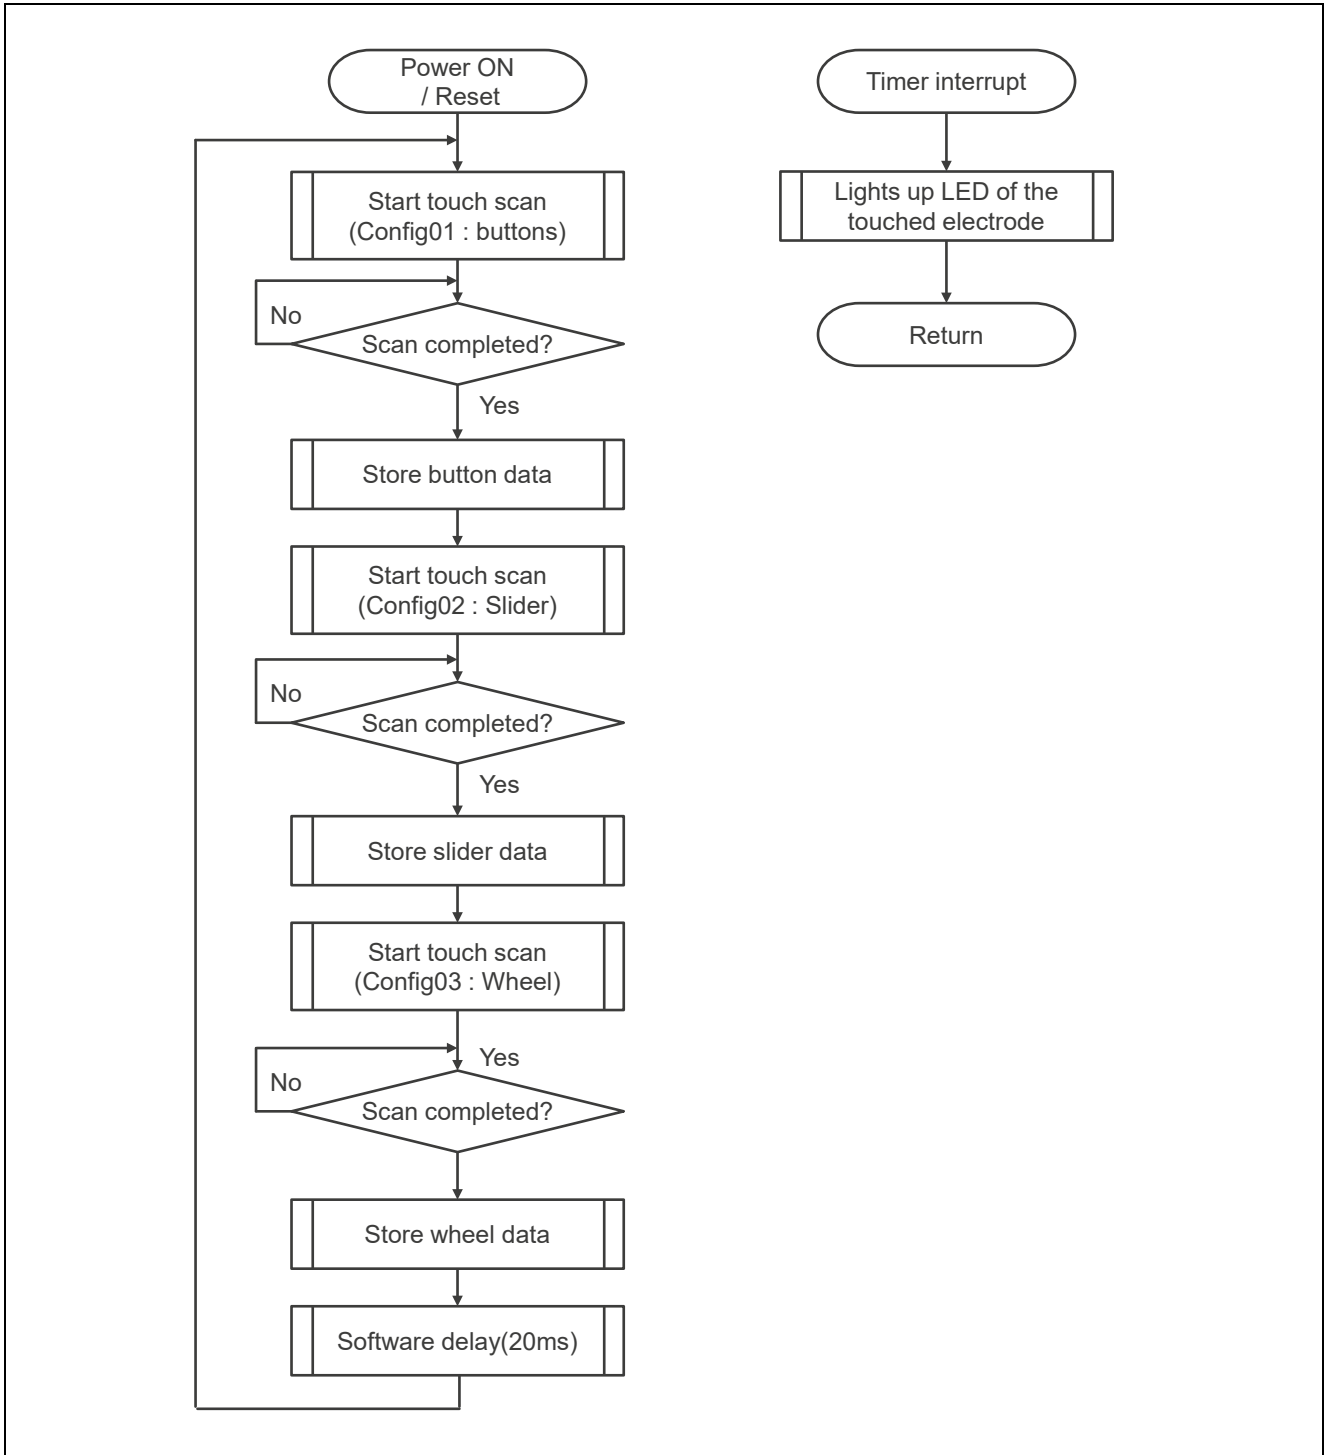 Power ON
/ Reset
Start touch scan
(Config01 : buttons)
No
Scan completed?
Yes
Store button data
Start touch scan
(Config02 : Slider)
No
Scan completed?
Yes
Store slider data
Start touch scan
(Config03 : Wheel)
Yes
No
Scan completed?
Store wheel data
Software delay(20ms)
Timer interrupt
Lights up LED of the
touched electrode
Return